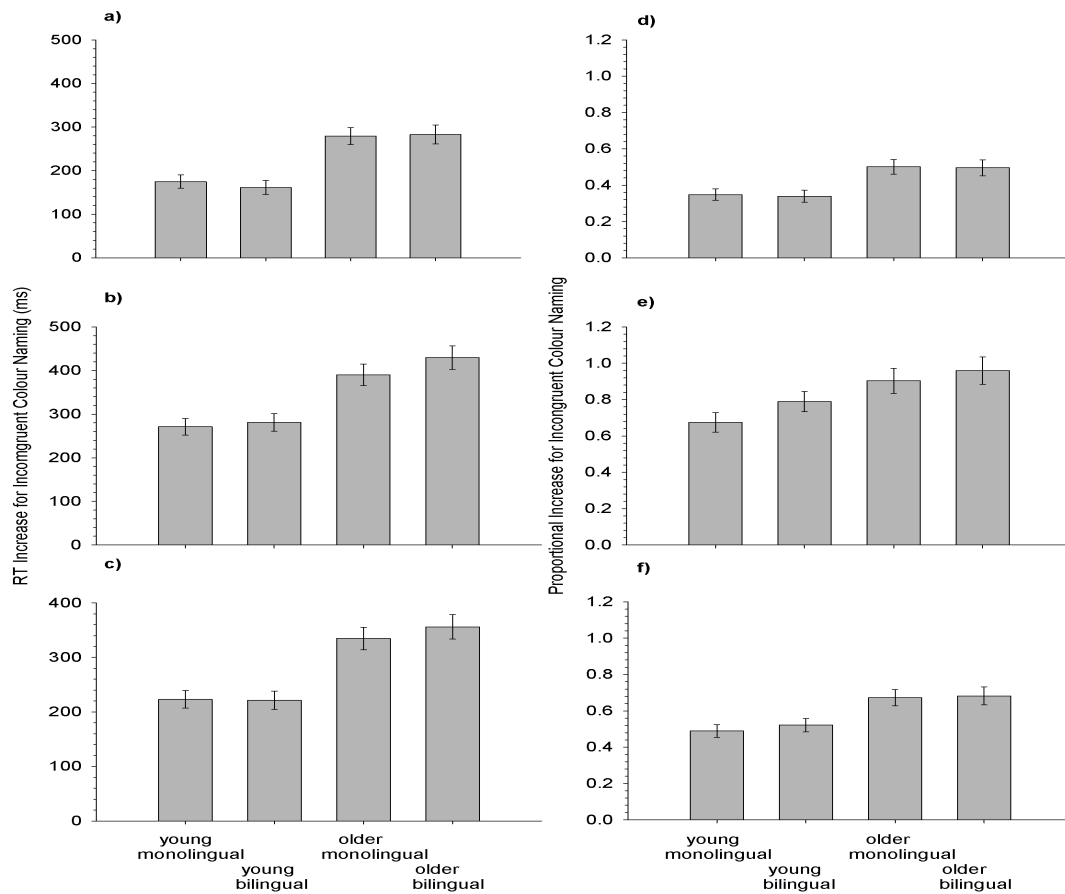 a)
500
400
300
200
100
0
b)
500
400
300
200
100
0
c)
400
300
200
100
0
RT Increase for Incomgruent Colour Naming (ms)
young
monolingual
young
bilingual
older
monolingual
older
bilingual
d)
1.2
1.0
0.8
0.6
0.4
0.2
0.0
e)
1.2
1.0
0.8
0.6
0.4
0.2
0.0
f)
1.2
1.0
0.8
0.6
0.4
0.2
0.0
Proportional Increase for Incongruent Colour Naming
young
monolingual
young
bilingual
older
monolingual
older
bilingual